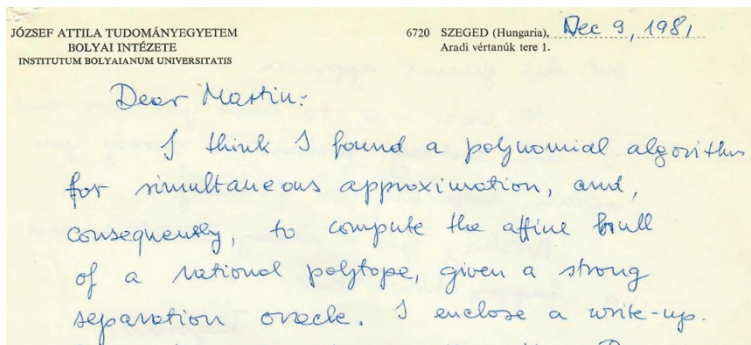 JÓZSEF ATTILA TUDOMÁNYEGYETEM
BOLYAI INTÉZETE
INSTITUTUM BOLYAIANUM UNIVERSITATIS
6720 SZEGED (Hungaria), Dec 9, 1981
Aradi vértanúk tere 1.
Dear Martin:
I think I found a polynomial algorithm
for simultaneous approximation, and,
consequently, to compute the affine hull
of a rational polytope, given a strong
separation oracle. I enclose a write-up.